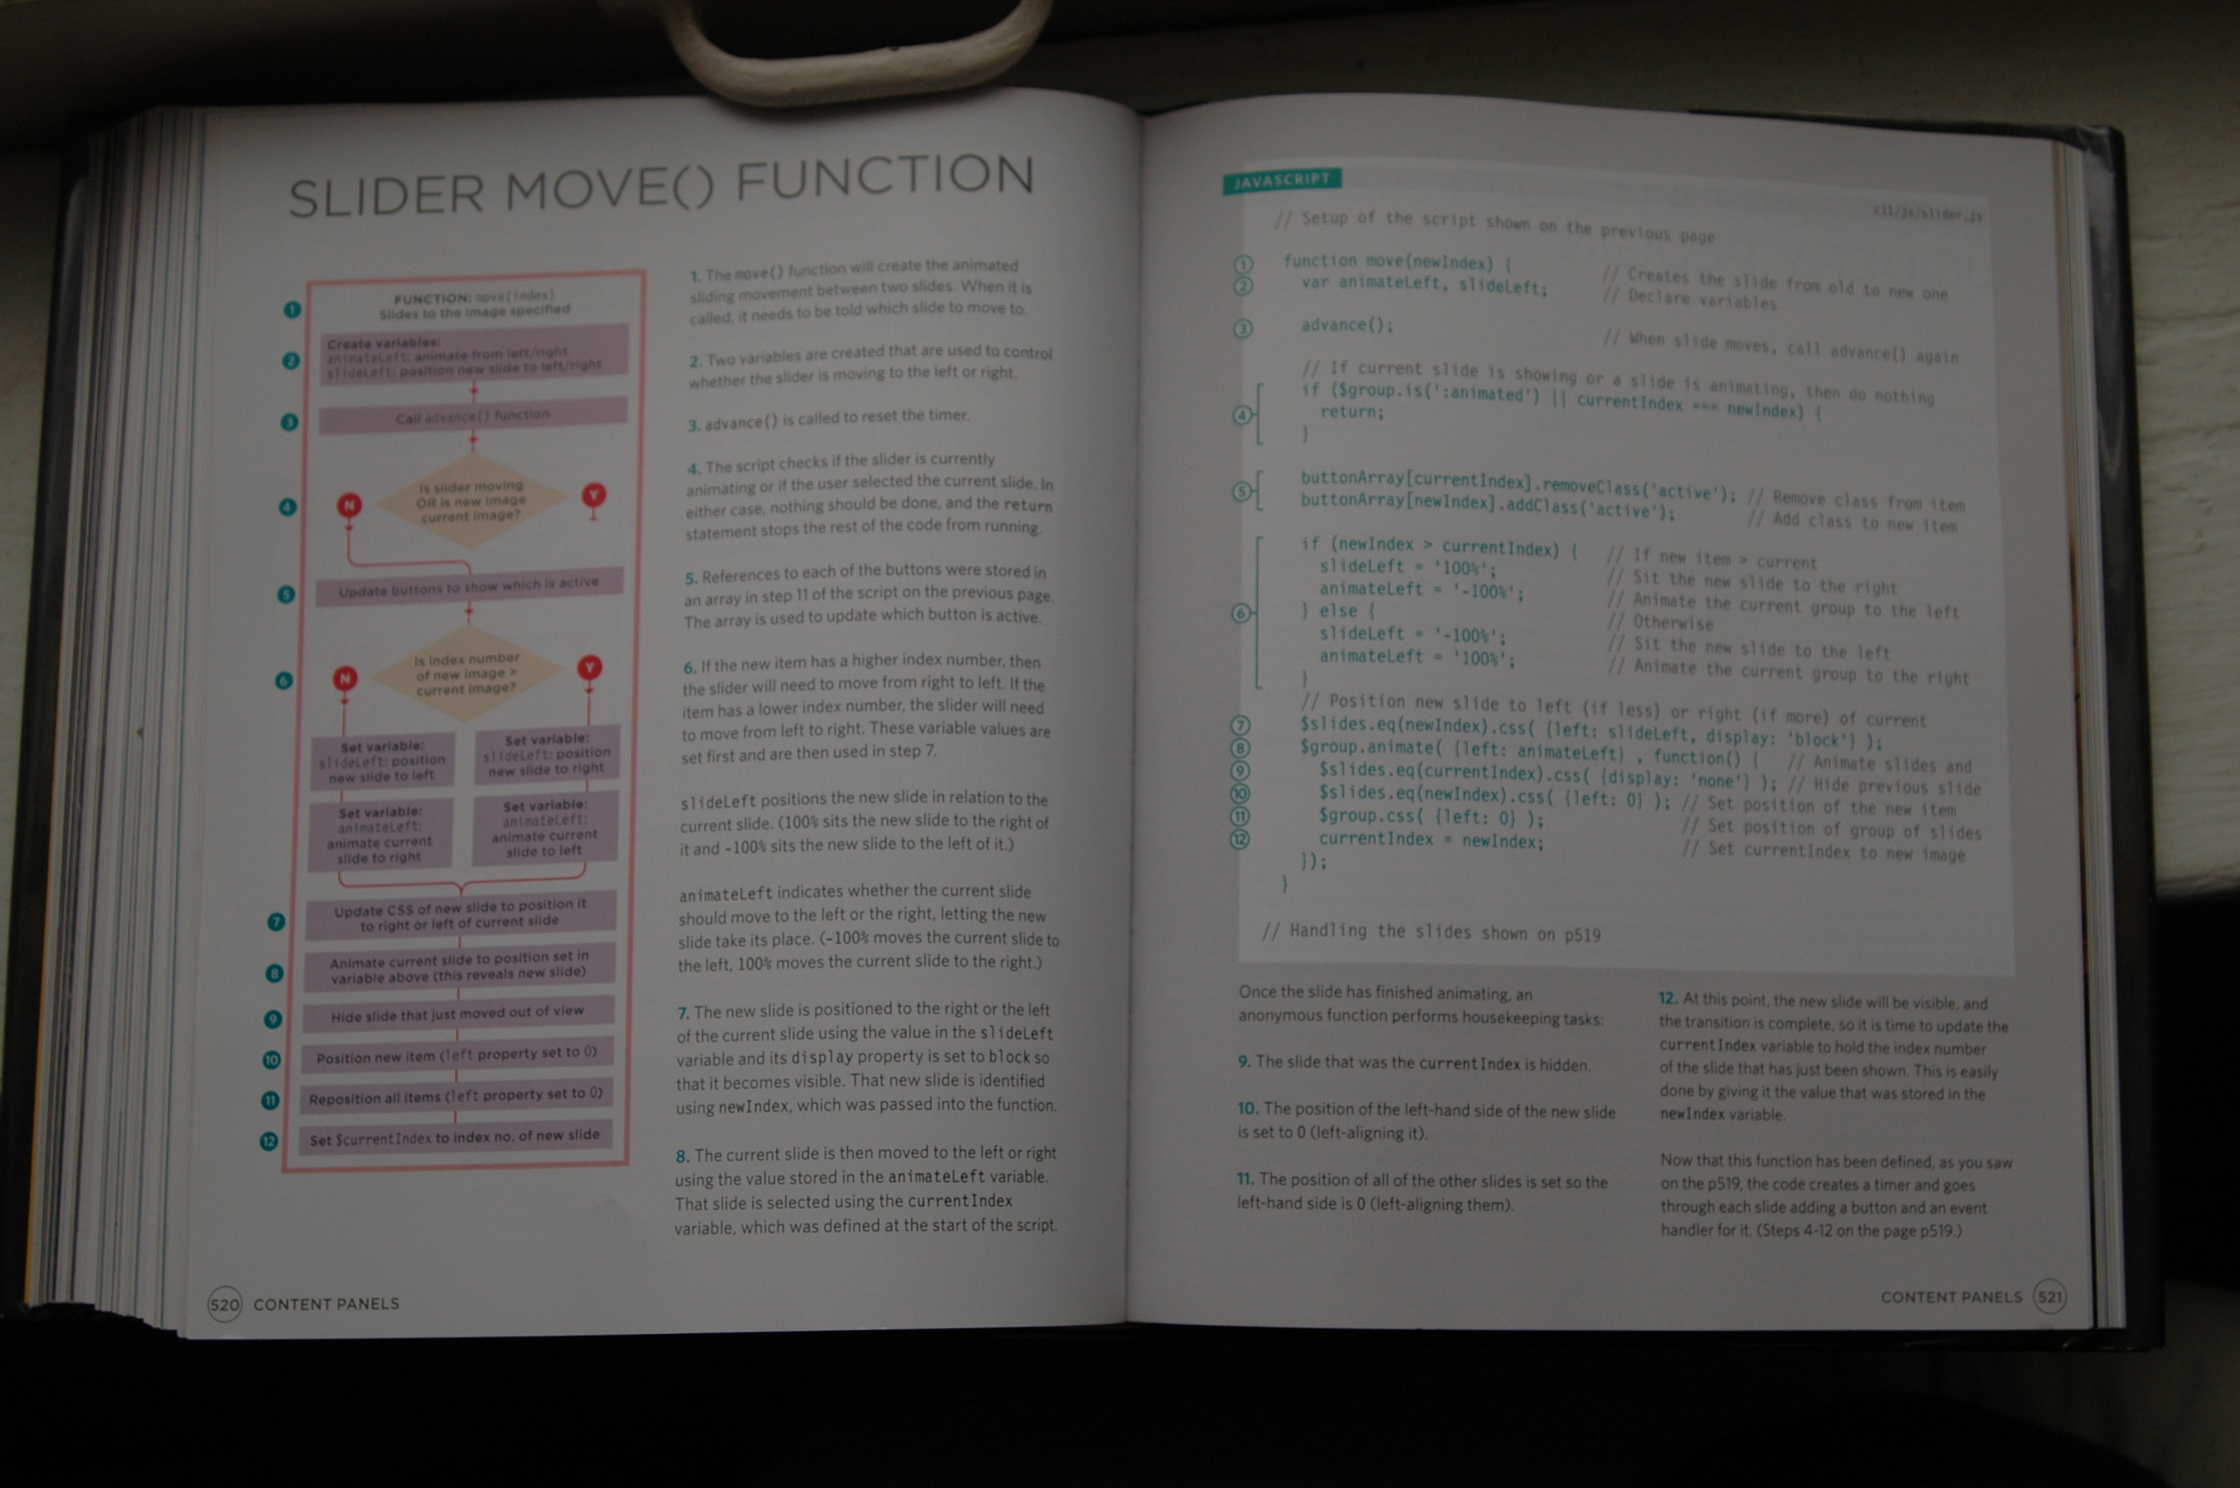 SLIDER MOVE() FUNCTION
FUNCTION: move(index)
Slides to the image specified
1
Create variables:
animateLeft: animate from left/right
slideLeft: position new slide to left/right
2
Call advance() function
3
Is slider moving
OR is new image
current image?
N
Y
4
Update buttons to show which is active
5
Is index number
of new image >
current image?
N
Y
6
Set variable:
slideLeft: position
new slide to left
Set variable:
slideLeft: position
new slide to right
Set variable:
animateLeft:
animate current
slide to right
Set variable:
animateLeft:
animate current
slide to left
7
Update CSS of new slide to position it
to right or left of current slide
8
Animate current slide to position set in
variable above (this reveals new slide)
9
Hide slide that just moved out of view
10
Position new item (left property set to 0)
11
Reposition all items (left property set to 0)
12
Set $currentIndex to index no. of new slide
1. The move() function will create the animated
sliding movement between two slides. When it is
called, it needs to be told which slide to move to.
2. Two variables are created that are used to control
whether the slider is moving to the left or right.
3. advance() is called to reset the timer.
4. The script checks if the slider is currently
animating or if the user selected the current slide. In
either case, nothing should be done, and the return
statement stops the rest of the code from running.
5. References to each of the buttons were stored in
an array in step 11 of the script on the previous page.
The array is used to update which button is active.
6. If the new item has a higher index number, then
the slider will need to move from right to left. If the
item has a lower index number, the slider will need
to move from left to right. These variable values are
set first and are then used in step 7.
slideLeft positions the new slide in relation to the
current slide. (100% sits the new slide to the right of
it and -100% sits the new slide to the left of it.)
animateLeft indicates whether the current slide
should move to the left or the right, letting the new
slide take its place. (-100% moves the current slide to
the left, 100% moves the current slide to the right.)
7. The new slide is positioned to the right or the left
of the current slide using the value in the slideLeft
variable and its display property is set to block so
that it becomes visible. That new slide is identified
using newIndex, which was passed into the function.
8. The current slide is then moved to the left or right
using the value stored in the animateLeft variable.
That slide is selected using the currentIndex
variable, which was defined at the start of the script.
520 CONTENT PANELS
JAVASCRIPT
c11/js/slider.js
// Setup of the script shown on the previous page
1 function move(newIndex) { // Creates the slide from old to new one
2 var animateLeft, slideLeft; // Declare variables
3 advance(); // When slide moves, call advance() again
// If current slide is showing or a slide is animating, then do nothing
4 if ($group.is(':animated') || currentIndex === newIndex) {
return;
}
5 buttonArray[currentIndex].removeClass('active'); // Remove class from item
buttonArray[newIndex].addClass('active'); // Add class to new item
if (newIndex > currentIndex) { // If new item > current
slideLeft = '100%'; // Sit the new slide to the right
animateLeft = '-100%'; // Animate the current group to the left
6 } else { // Otherwise
slideLeft = '-100%'; // Sit the new slide to the left
animateLeft = '100%'; // Animate the current group to the right
}
// Position new slide to left (if less) or right (if more) of current
7 $slides.eq(newIndex).css( {left: slideLeft, display: 'block'} );
8 $group.animate( {left: animateLeft} , function() { // Animate slides and
9 $slides.eq(currentIndex).css( {display: 'none'} ); // Hide previous slide
10 $slides.eq(newIndex).css( {left: 0} ); // Set position of the new item
11 $group.css( {left: 0} ); // Set position of group of slides
12 currentIndex = newIndex; // Set currentIndex to new image
});
}
// Handling the slides shown on p519
Once the slide has finished animating, an
anonymous function performs housekeeping tasks:
9. The slide that was the currentIndex is hidden.
10. The position of the left-hand side of the new slide
is set to 0 (left-aligning it).
11. The position of all of the other slides is set so the
left-hand side is 0 (left-aligning them).
12. At this point, the new slide will be visible, and
the transition is complete, so it is time to update the
currentIndex variable to hold the index number
of the slide that has just been shown. This is easily
done by giving it the value that was stored in the
newIndex variable.
Now that this function has been defined, as you saw
on the p519, the code creates a timer and goes
through each slide adding a button and an event
handler for it. (Steps 4-12 on the page p519.)
CONTENT PANELS 521